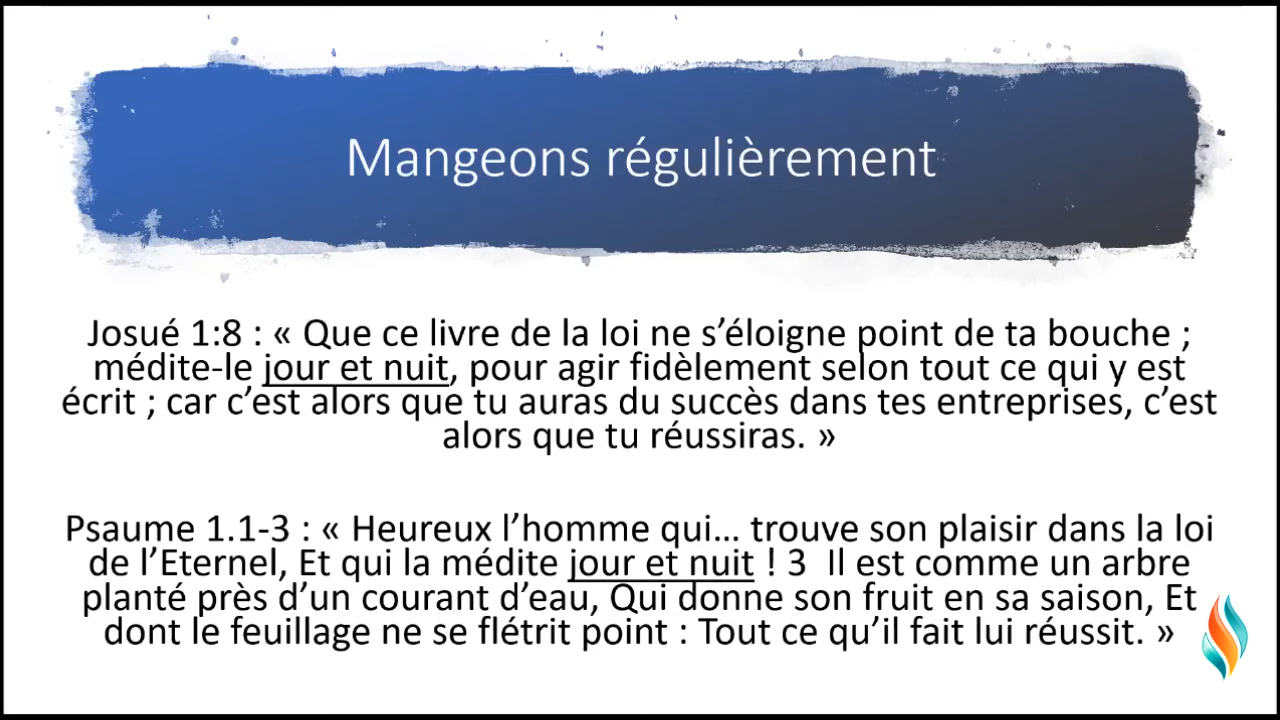 Mangeons régulièrement
Josué 1:8 : « Que ce livre de la loi ne s’éloigne point de ta bouche ;
médite-le jour et nuit, pour agir fidèlement selon tout ce qui y est
écrit ; car c’est alors que tu auras du succès dans tes entreprises, c’est
alors que tu réussiras. »
Psaume 1.1-3 : « Heureux l’homme qui… trouve son plaisir dans la loi
de l’Eternel, Et qui la médite jour et nuit ! 3  Il est comme un arbre
planté près d’un courant d’eau, Qui donne son fruit en sa saison, Et
dont le feuillage ne se flétrit point : Tout ce qu’il fait lui réussit. »